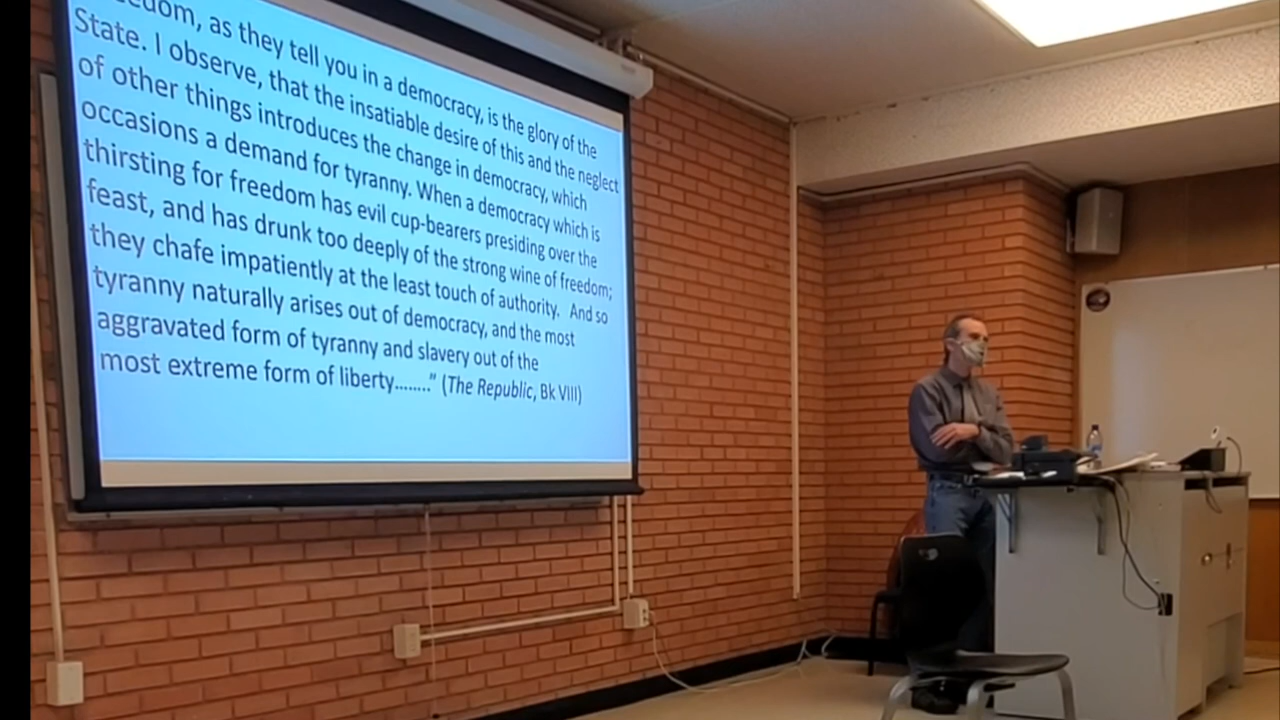 edom, as they tell you in a democracy, is the glory of the
State. I observe, that the insatiable desire of this and the neglect
of other things introduces the change in democracy, which
occasions a demand for tyranny. When a democracy which is
thirsting for freedom has evil cup-bearers presiding over the
feast, and has drunk too deeply of the strong wine of freedom;
they chafe impatiently at the least touch of authority. And so
tyranny naturally arises out of democracy, and the most
aggravated form of tyranny and slavery out of the
most extreme form of liberty........” (The Republic, Bk VIII)